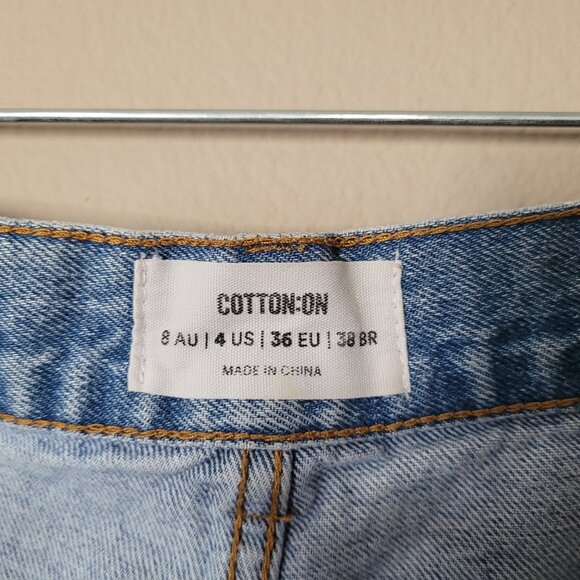 COTTON:ON
8 AU | 4 US | 36 EU | 38 BR
MADE IN CHINA